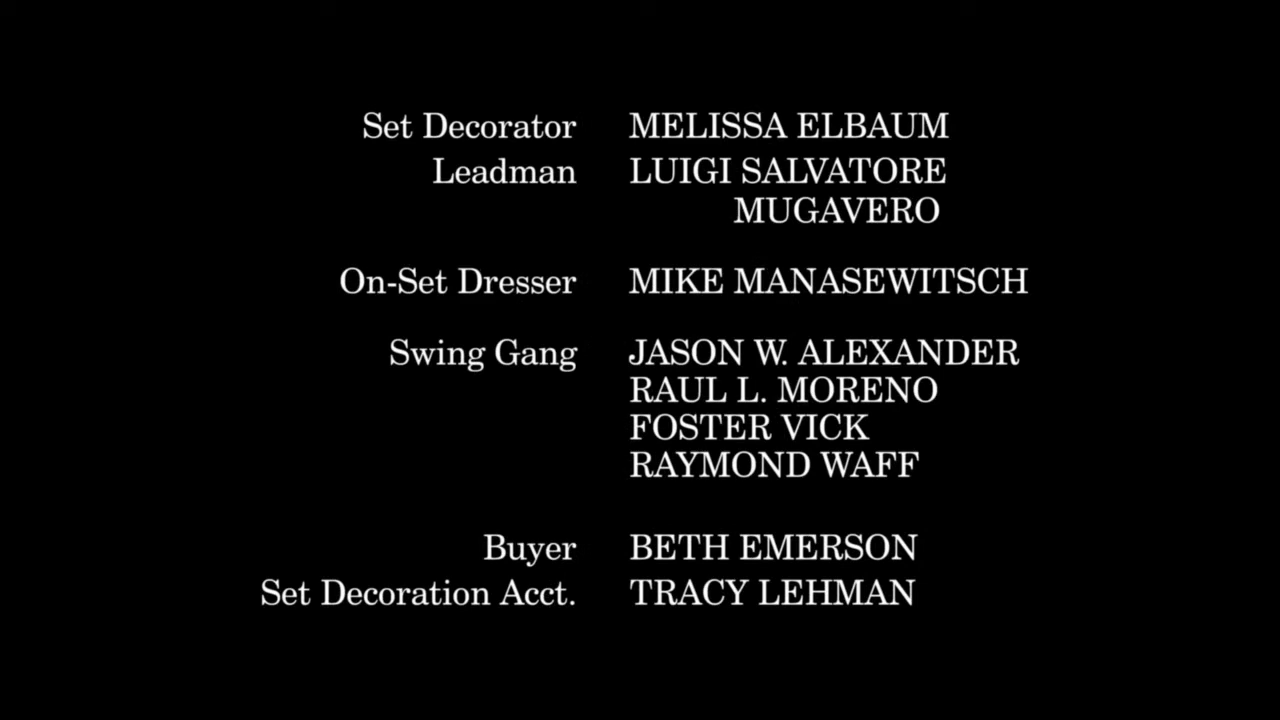 Set Decorator MELISSA ELBAUM
Leadman LUIGI SALVATORE
MUGAVERO
On-Set Dresser MIKE MANASEWITSCH
Swing Gang JASON W. ALEXANDER
RAUL L. MORENO
FOSTER VICK
RAYMOND WAFF
Buyer BETH EMERSON
Set Decoration Acct. TRACY LEHMAN